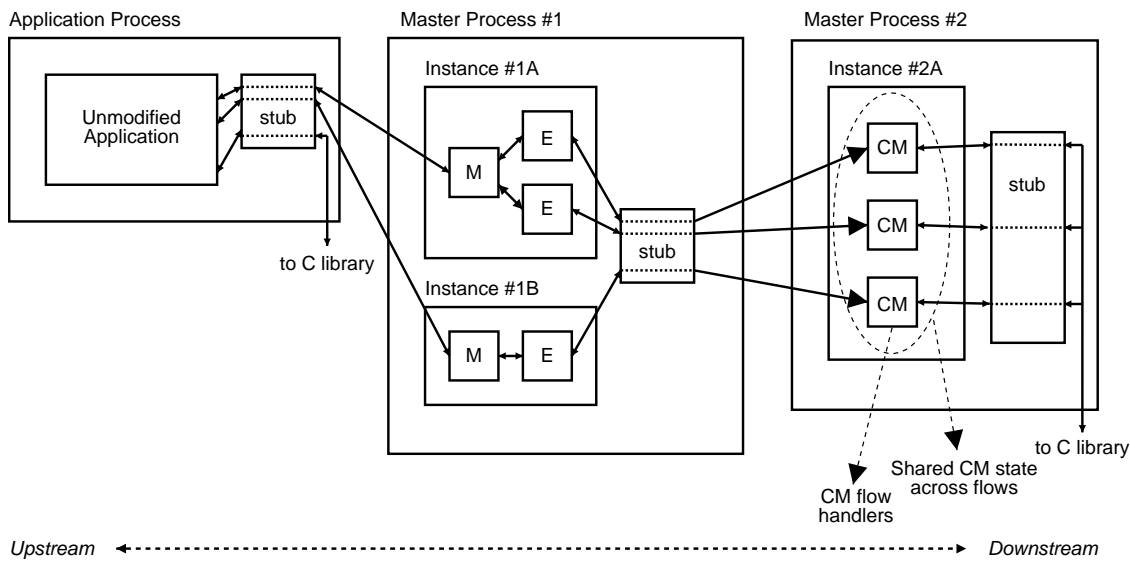 Application Process
Master Process #1
Master Process #2
Instance #1A
Instance #2A
Unmodified
Application
stub
E
CM
M
stub
E
CM
stub
to C library
Instance #1B
CM
M
E
to C library
Shared CM state
across flows
CM flow
handlers
Upstream
Downstream